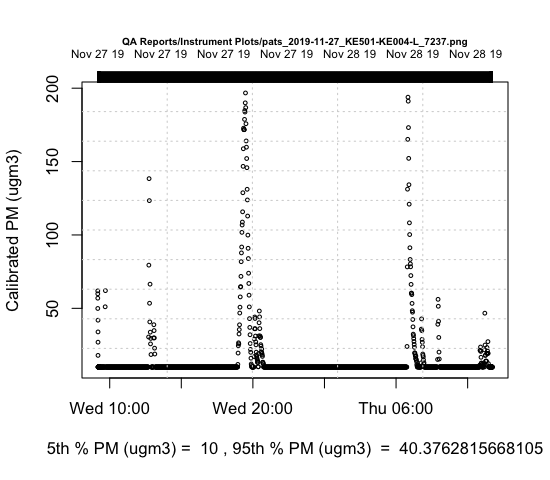 QA Reports/Instrument Plots/pats_2019-11-27_KE501-KE004-L_7237.png
Nov 27 19 Nov 27 19 Nov 27 19 Nov 27 19 Nov 28 19 Nov 28 19 Nov 28 19
200
150
100
50
Calibrated PM (ugm3)
Wed 10:00 Wed 20:00 Thu 06:00
5th % PM (ugm3) = 10 , 95th % PM (ugm3) = 40.3762815668105